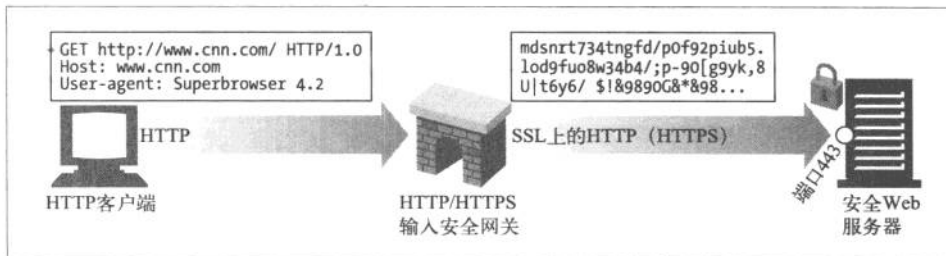 GET http://www.cnn.com/ HTTP/1.0
Host: www.cnn.com
User-agent: Superbrowser 4.2
mdsnrt734tngfd/p0f92piub5.
lod9fuo8w34b4/;p-90[g9yk,8
U|t6y6/ $!&9890G&*&98...
HTTP
SSL上的HTTP（HTTPS）
端口443
HTTP客户端
HTTP/HTTPS
输入安全网关
安全Web
服务器